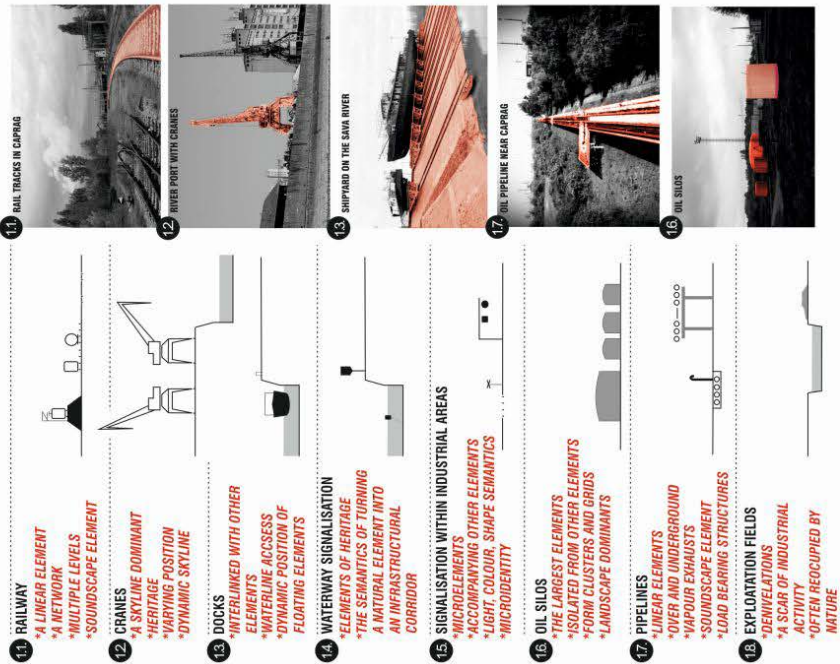 1.1. RAILWAY
*A LINEAR ELEMENT
*A NETWORK
*MULTIPLE LEVELS
*SOUNDSCAPE ELEMENT
1.2. CRANES
*A SKYLINE DOMINANT
*HERITAGE
*VARYING POSITION
*DYNAMIC SKYLINE
1.3. DOCKS
*INTERLINKED WITH OTHER
ELEMENTS
*WATERLINE ACCSESS
*DYNAMIC POSITION OF
FLOATING ELEMENTS
1.4. WATERWAY SIGNALISATION
*ELEMENTS OF HERITAGE
*THE SEMANTICS OF TURNING
A NATURAL ELEMENT INTO
AN INFRASTRUCTURAL
CORRIDOR
1.5. SIGNALISATION WITHIN INDUSTRIAL AREAS
*MICROELEMENTS
*ACCOMPANYING OTHER ELEMENTS
*LIGHT, COLOUR, SHAPE SEMANTICS
*MICROIDENTITY
1.6. OIL SILOS
*THE LARGEST ELEMENTS
*ISOLATED FROM OTHER ELEMENTS
*FORM CLUSTERS AND GRIDS
*LANDSCAPE DOMINANTS
1.7. PIPELINES
*LINEAR ELEMENTS
OVER AND UNDERGROUND
*VAPOUR EXHAUSTS
*SOUNDSCAPE ELEMENT
*LOAD BEARING STRUCTURES
1.8. EXPLOATATION FIELDS
*DENIVELATIONS
*A SCAR OF INDUSTRIAL
ACTIVITY
OFTEN REOCUPIED BY
NATURE
1.1. RAIL TRACKS IN CAPRAG
1.2. RIVER PORT WITH CRANES
1.3. SHIPYARD ON THE SAVA RIVER
1.7. OIL PIPELINE NEAR CAPRAG
1.6. OIL SILOS